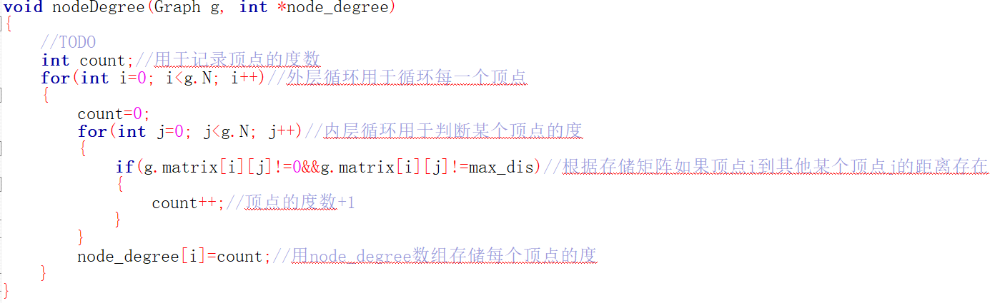 void nodeDegree(Graph g, int *node_degree)
{
    //TODO
    int count;//用于记录顶点的度数
    for(int i=0; i<g.N; i++)//外层循环用于循环每一个顶点
    {
        count=0;
        for(int j=0; j<g.N; j++)//内层循环用于判断某个顶点的度
        {
            if(g.matrix[i][j]!=0&&g.matrix[i][j]!=max_dis)//根据存储矩阵如果顶点i到其他某个顶点j的距离存在
            {
                count++;//顶点的度数+1
            }
        }
        node_degree[i]=count;//用node_degree数组存储每个顶点的度
    }
}